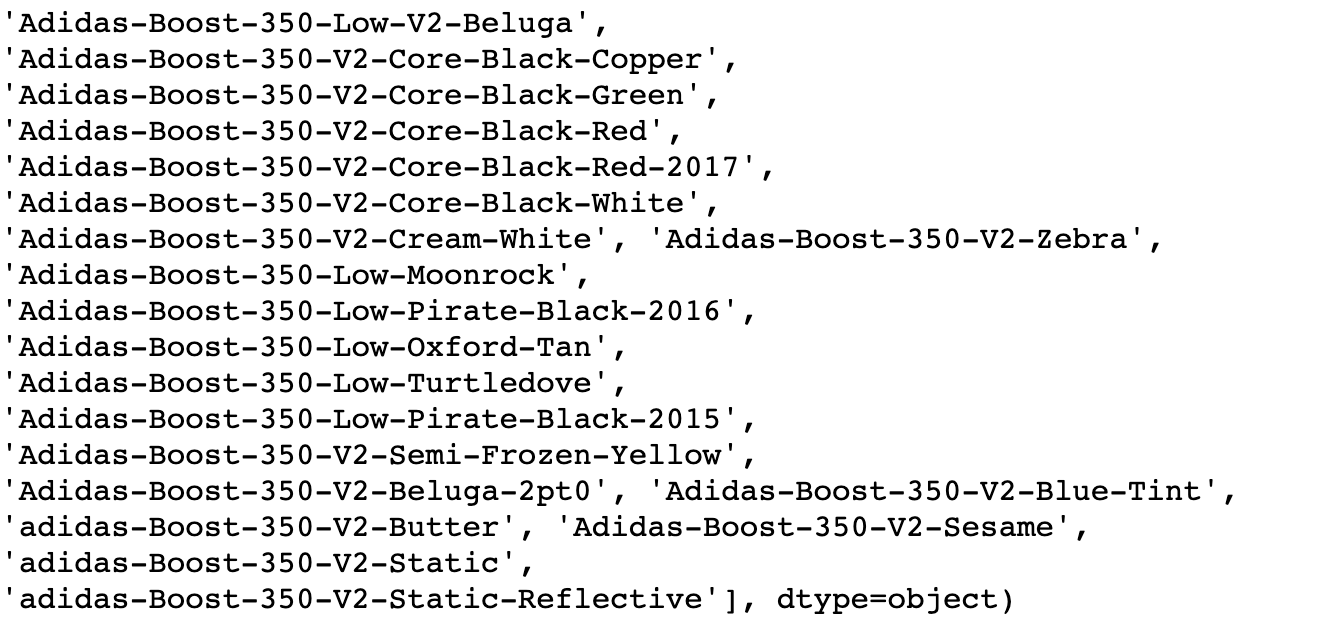 'Adidas-Boost-350-Low-V2-Beluga',
'Adidas-Boost-350-V2-Core-Black-Copper',
'Adidas-Boost-350-V2-Core-Black-Green',
'Adidas-Boost-350-V2-Core-Black-Red',
'Adidas-Boost-350-V2-Core-Black-Red-2017',
'Adidas-Boost-350-V2-Core-Black-White',
'Adidas-Boost-350-V2-Cream-White', 'Adidas-Boost-350-V2-Zebra',
'Adidas-Boost-350-Low-Moonrock',
'Adidas-Boost-350-Low-Pirate-Black-2016',
'Adidas-Boost-350-Low-Oxford-Tan',
'Adidas-Boost-350-Low-Turtledove',
'Adidas-Boost-350-Low-Pirate-Black-2015',
'Adidas-Boost-350-V2-Semi-Frozen-Yellow',
'Adidas-Boost-350-V2-Beluga-2pt0', 'Adidas-Boost-350-V2-Blue-Tint',
'adidas-Boost-350-V2-Butter', 'Adidas-Boost-350-V2-Sesame',
'adidas-Boost-350-V2-Static',
'adidas-Boost-350-V2-Static-Reflective'], dtype=object)